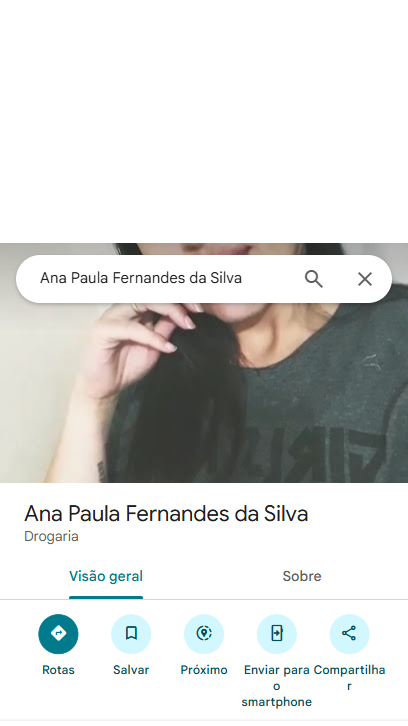 Ana Paula Fernandes da Silva
Ana Paula Fernandes da Silva
Drogaria
Visão geral
Sobre
Rotas
Salvar
Próximo
Enviar para
o
smartphone
Compartilha
r